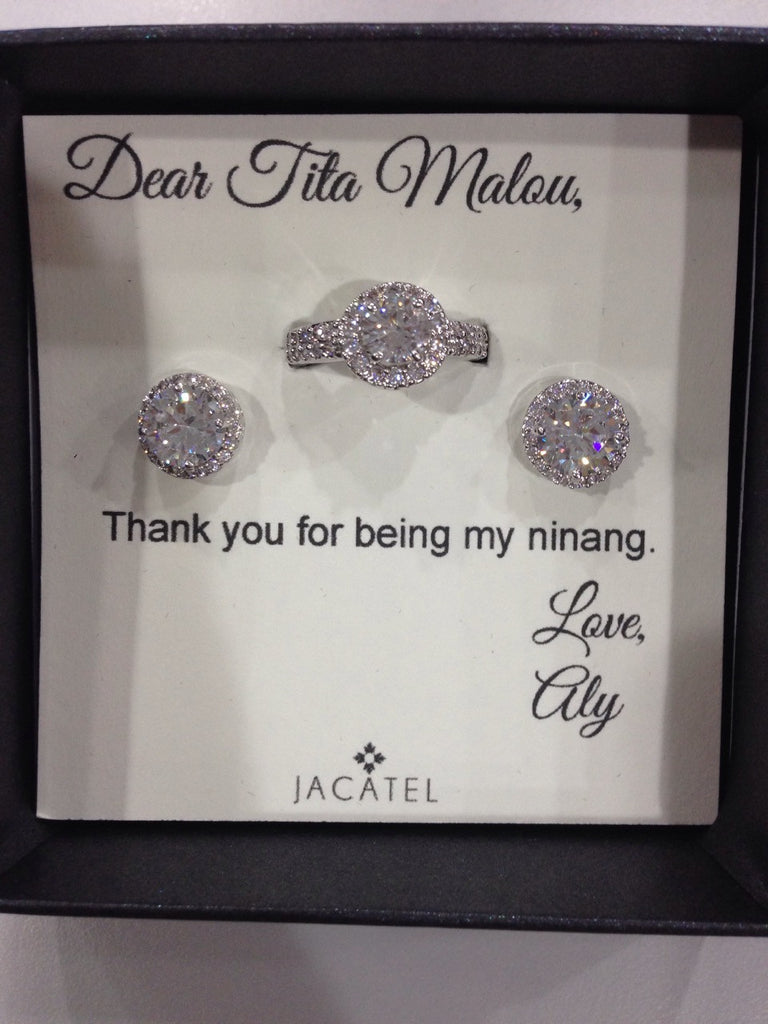 Dear Tita Malou,
Thank you for being my ninang.
Love,
Aly
JACATEL